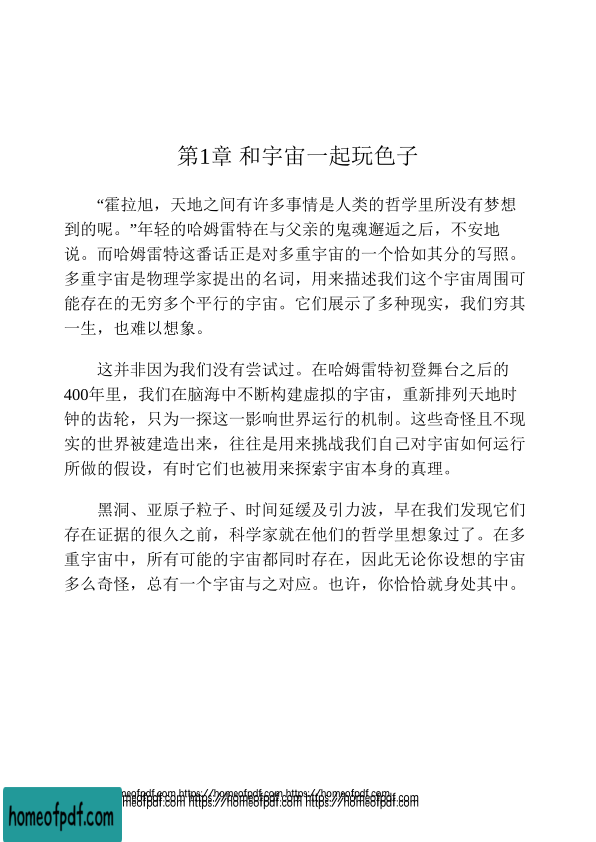 第1章 和宇宙一起玩色子
“霍拉旭，天地之间有许多事情是人类的哲学里所没有梦想
到的呢。”年轻的哈姆雷特在与父亲的鬼魂邂逅之后，不安地
说。而哈姆雷特这番话正是对多重宇宙的一个恰如其分的写照。
多重宇宙是物理学家提出的名词，用来描述我们这个宇宙周围可
能存在的无穷多个平行的宇宙。它们展示了多种现实，我们穷其
一生，也难以想象。
这并非因为我们没有尝试过。在哈姆雷特初登舞台之后的
400年里，我们在脑海中不断构建虚拟的宇宙，重新排列天地时
钟的齿轮，只为一探这一影响世界运行的机制。这些奇怪且不现
实的世界被建造出来，往往是用来挑战我们自己对宇宙如何运行
所做的假设，有时它们也被用来探索宇宙本身的真理。
黑洞、亚原子粒子、时间延缓及引力波，早在我们发现它们
存在证据的很久之前，科学家就在他们的哲学里想象过了。在多
重宇宙中，所有可能的宇宙都同时存在，因此无论你设想的宇宙
多么奇怪，总有一个宇宙与之对应。也许，你恰恰就身处其中。
homeofpdf.com https://homeofpdf.com https://homeofpdf.com
homeofpdf.com https://homeofpdf.com https://homeofpdf.com
homeofpdf.com